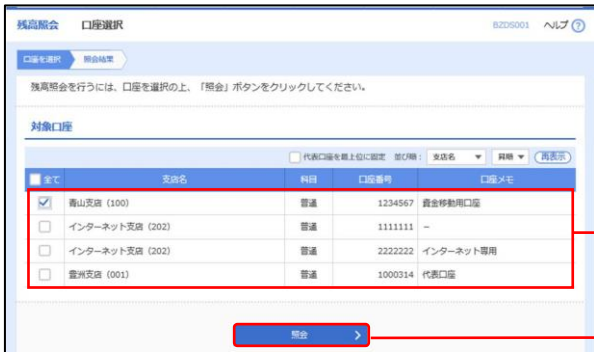 残高照会 口座選択 BZDS001 ヘルプ ?
口座を選択 照会結果
残高照会を行うには、口座を選択の上、「照会」ボタンをクリックしてください。
対象口座
代表口座を最上位に固定 並び順: 支店名 昇順 再表示
全て 支店名 科目 口座番号 口座メモ
青山支店 (100) 普通 1234567 資金移動用口座
インターネット支店 (202) 普通 1111111 -
インターネット支店 (202) 普通 2222222 インターネット専用
豊洲支店 (001) 普通 1000314 代表口座
照会